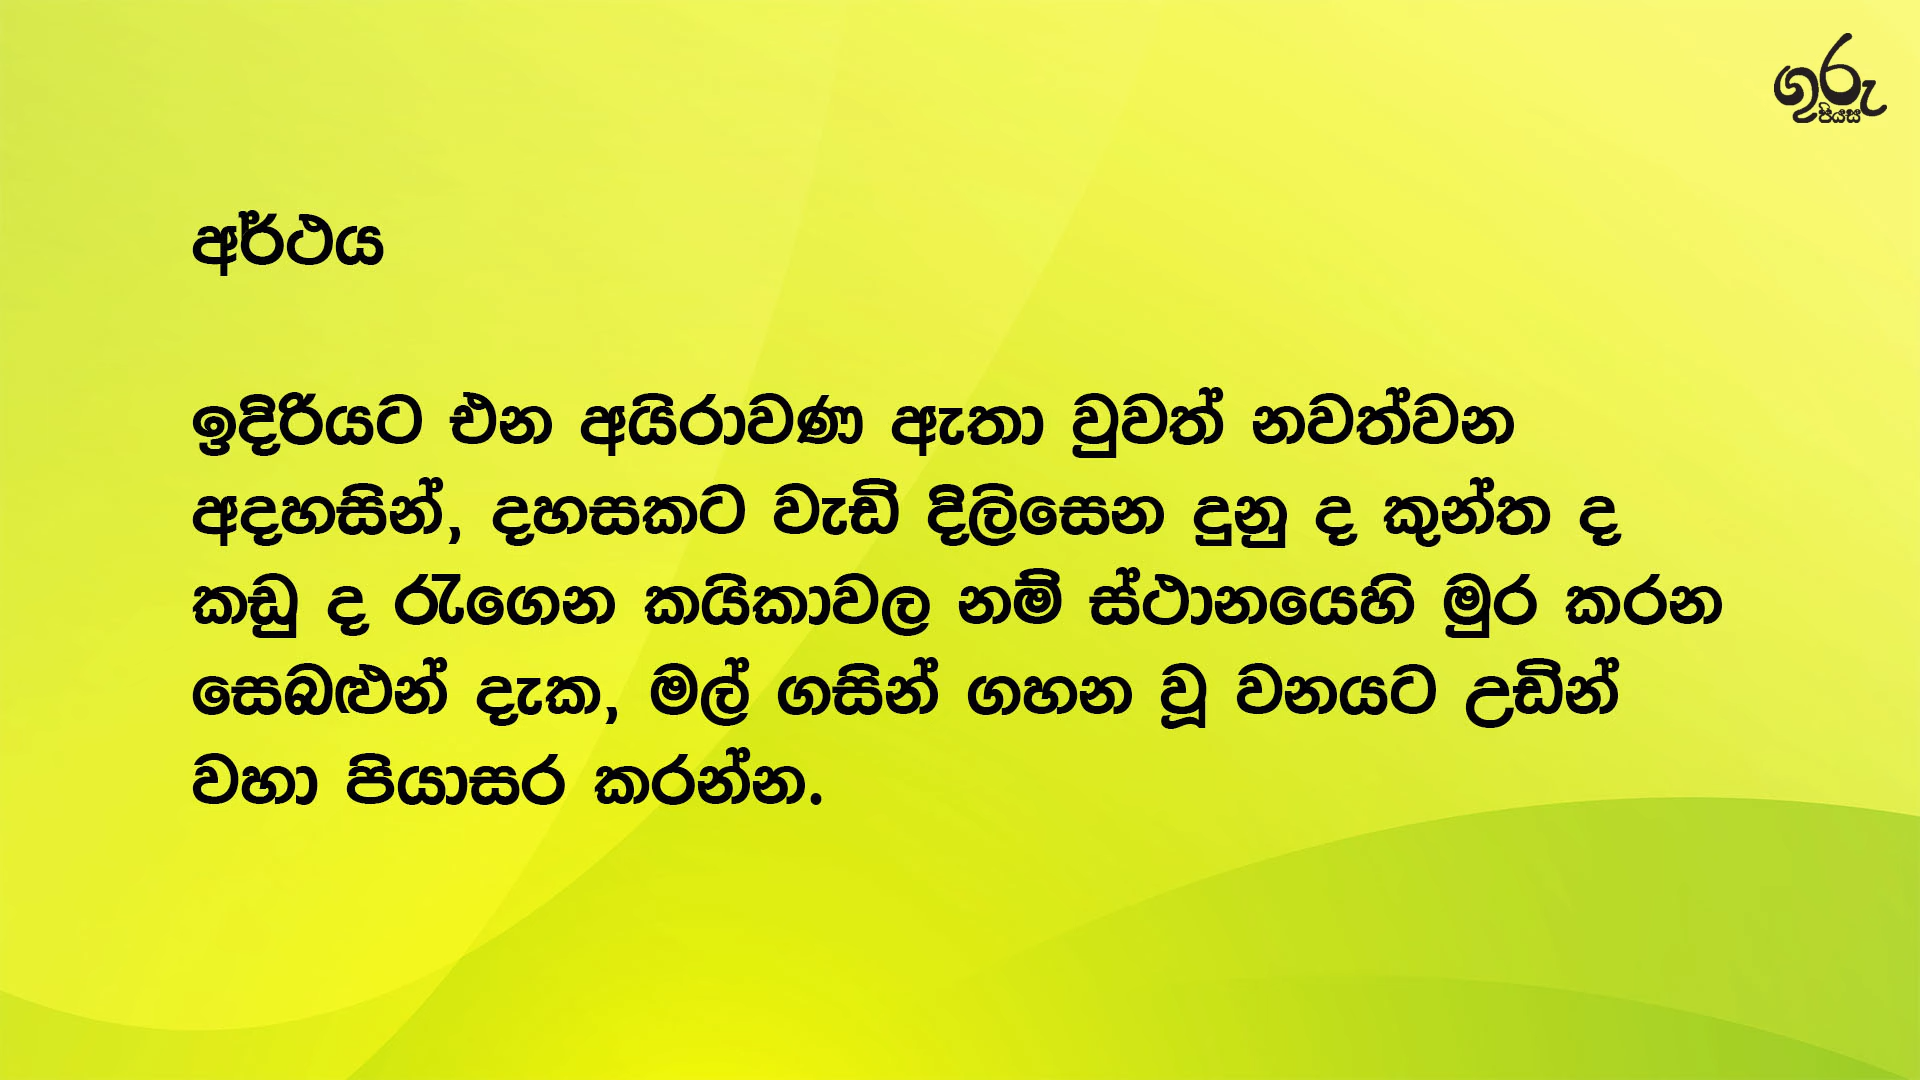 ගුරු
පියස
අර්ථය
ඉදිරියට එන අයිරාවණ ඇතා වුවත් නවත්වන
අදහසින්, දහසකට වැඩි දිලිසෙන දුනු ද කුන්ත ද
කඩු ද රැගෙන කයිකාවල නම් ස්ථානයෙහි මුර කරන
සෙබළුන් දැක, මල් ගසින් ගහන වූ වනයට උඩින්
වහා පියාසර කරන්න.